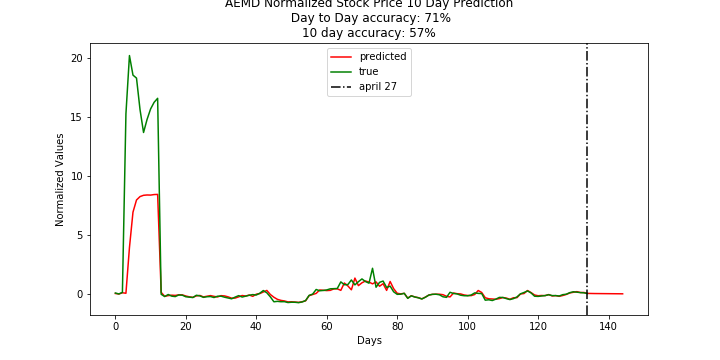 AEMD Normalized Stock Price 10 Day Prediction
Day to Day accuracy: 71%
10 day accuracy: 57%
predicted
true
april 27
Normalized Values
20
15
10
5
0
0 20 40 60 80 100 120 140
Days